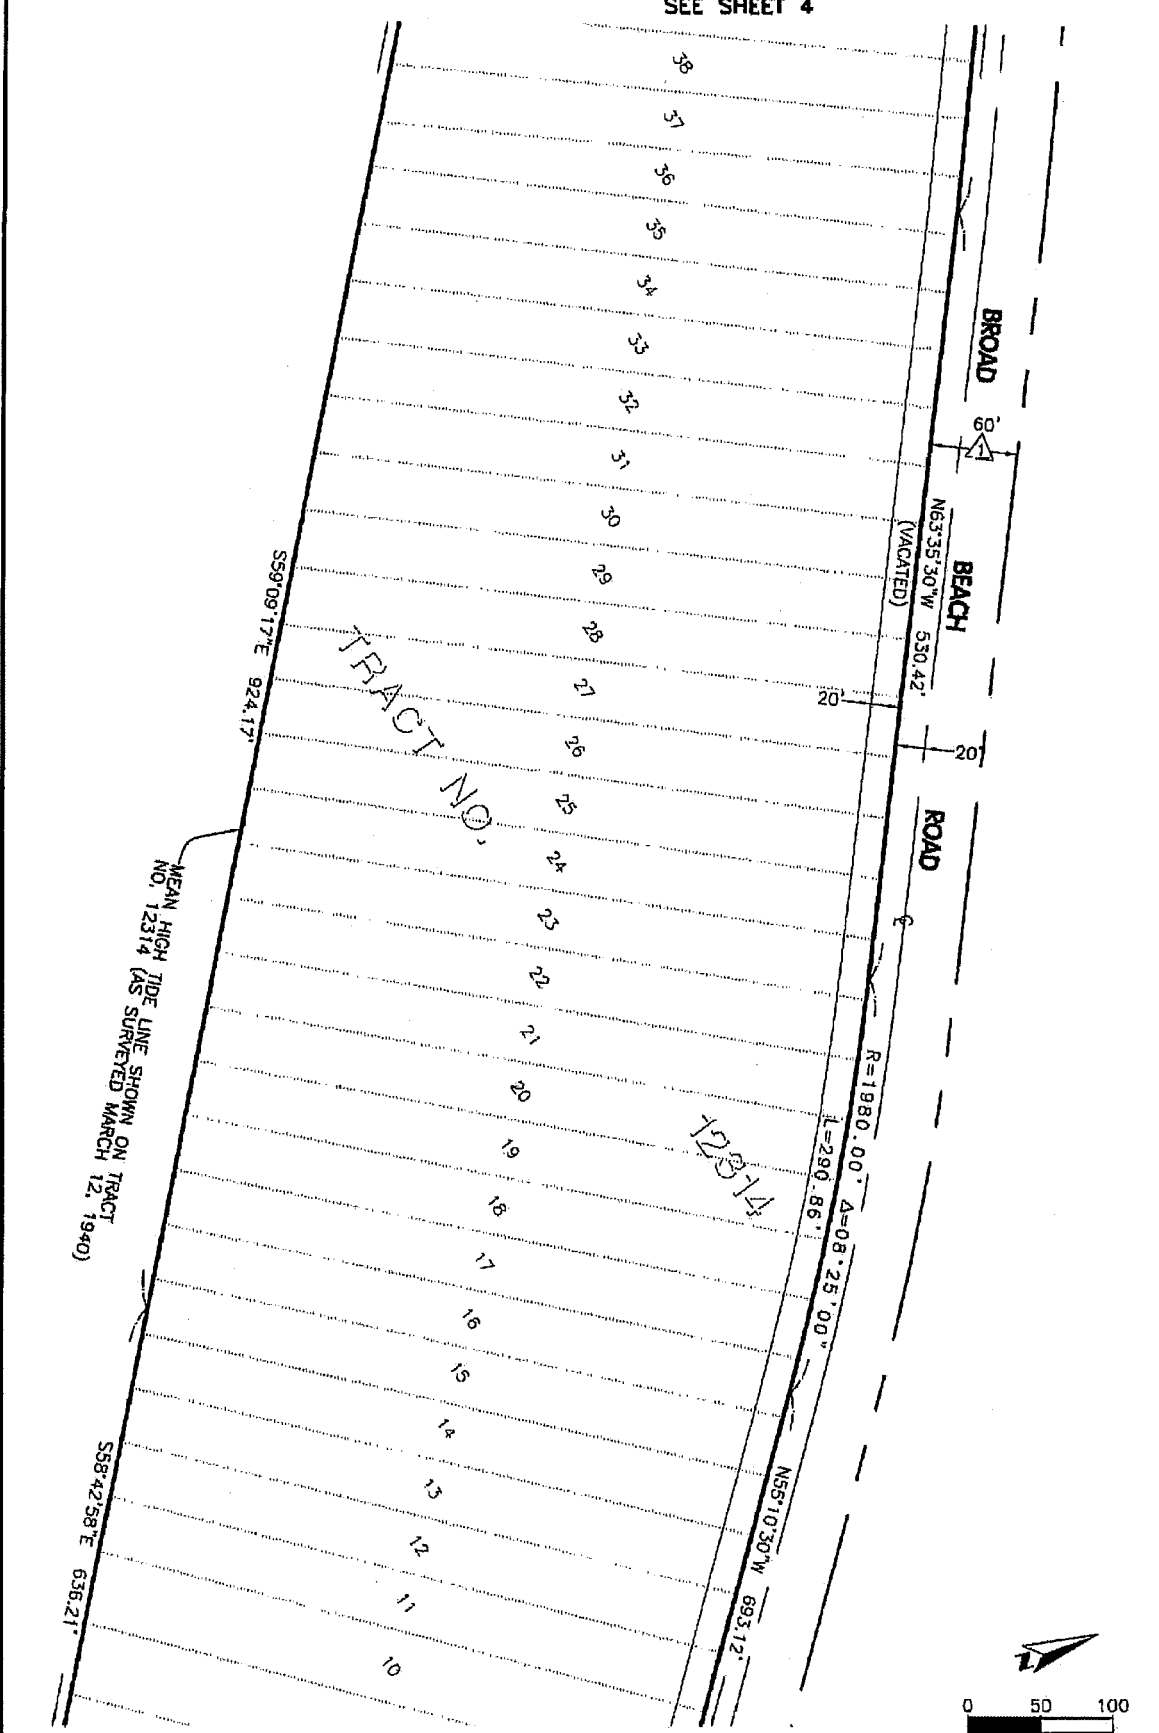 SEE SHEET 4
38
37
36
35
34
33
32
31
30
29
28
27
26
25
24
23
22
21
20
19
18
17
16
15
14
13
12
11
10
BROAD
60'
1
BEACH
N63°35'30"W 530.42'
(VACATED)
20'
20'
ROAD
℄
R=1980.00' Δ=08°25'00"
L=290.86'
N55°10'30"W 693.12'
TRACT NO.
12314
S59°09'17"E 924.17'
MEAN HIGH TIDE LINE SHOWN ON TRACT
NO. 12314 (AS SURVEYED MARCH 12, 1940)
S58°42'58"E 636.21'
0 50 100